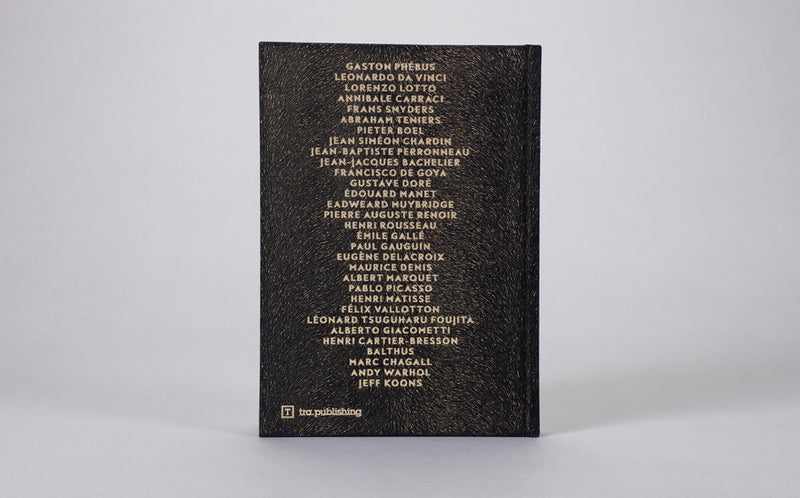 GASTON PHÉBUS
LEONARDO DA VINCI
LORENZO LOTTO
ANNIBALE CARRACI
FRANS SNYDERS
ABRAHAM TENIERS
PIETER BOEL
JEAN SIMÉON CHARDIN
JEAN-BAPTISTE PERRONNEAU
JEAN-JACQUES BACHELIER
FRANCISCO DE GOYA
GUSTAVE DORÉ
ÉDOUARD MANET
EADWEARD MUYBRIDGE
PIERRE AUGUSTE RENOIR
HENRI ROUSSEAU
ÉMILE GALLÉ
PAUL GAUGUIN
EUGÈNE DELACROIX
MAURICE DENIS
ALBERT MARQUET
PABLO PICASSO
HENRI MATISSE
FÉLIX VALLOTTON
LÉONARD TSUGUHARU FOUJITA
ALBERTO GIACOMETTI
HENRI CARTIER-BRESSON
BALTHUS
MARC CHAGALL
ANDY WARHOL
JEFF KOONS
T tra.publishing